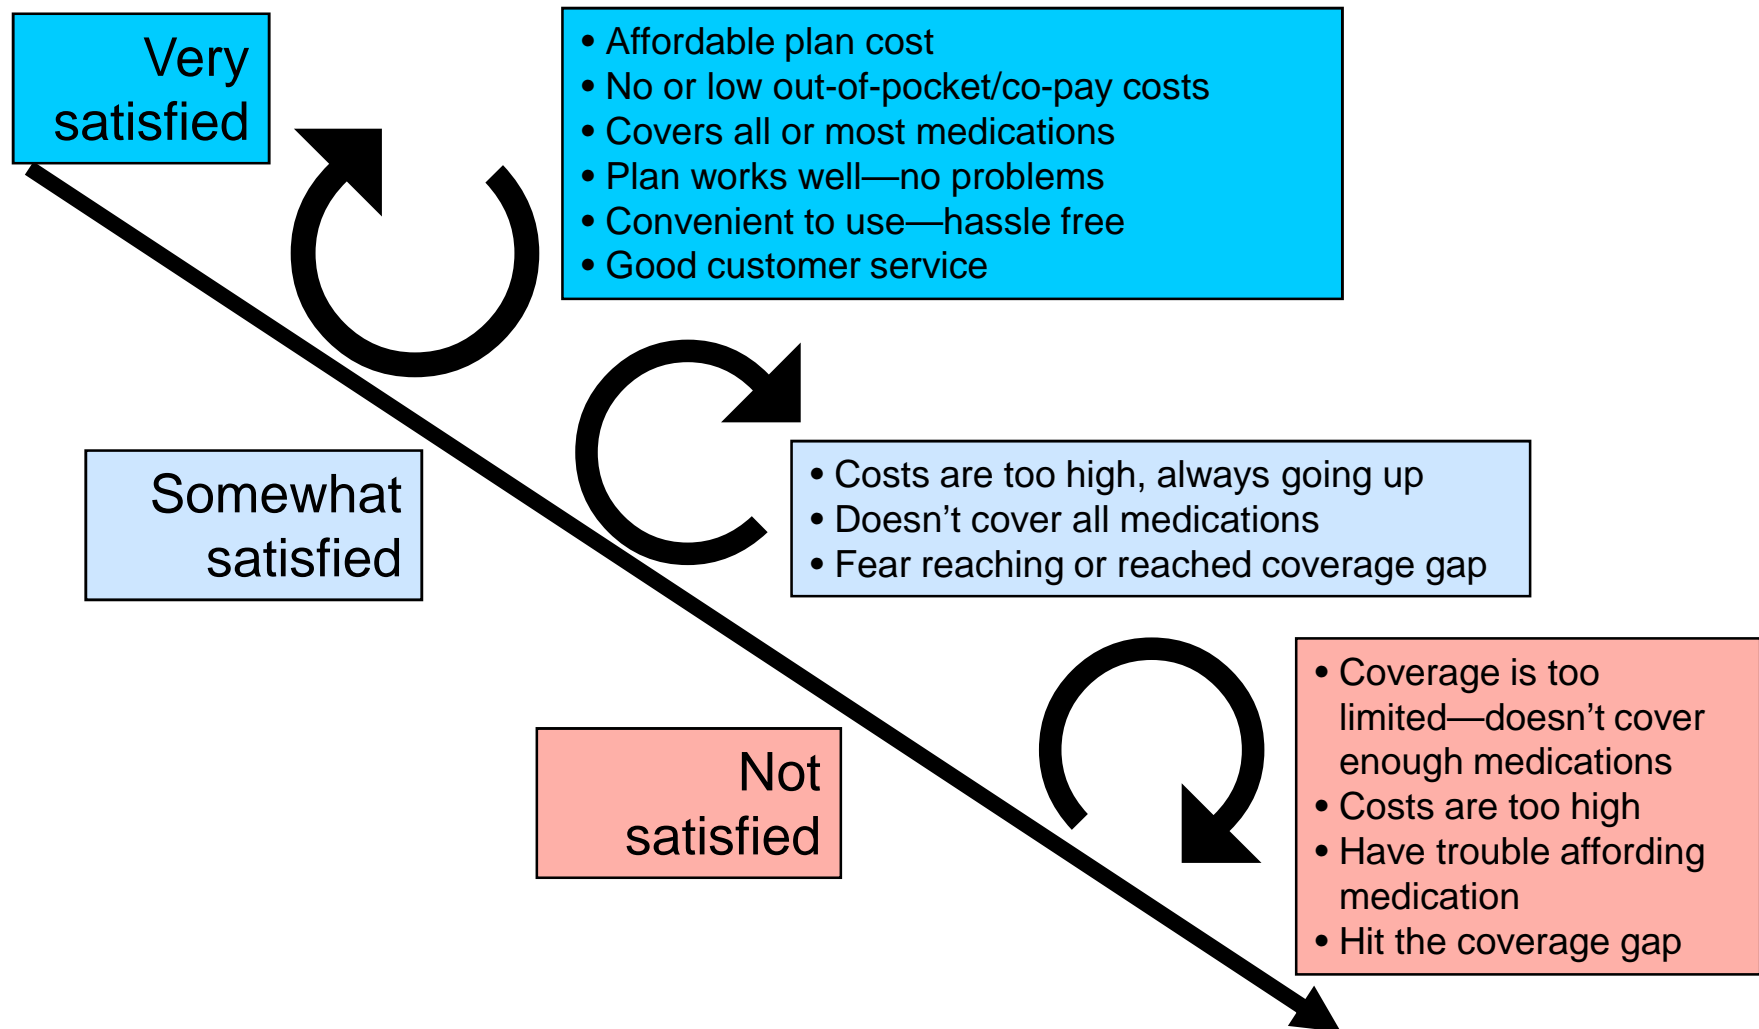 Very
satisfied
• Affordable plan cost
• No or low out-of-pocket/co-pay costs
• Covers all or most medications
• Plan works well—no problems
• Convenient to use—hassle free
• Good customer service
Somewhat
satisfied
• Costs are too high, always going up
• Doesn’t cover all medications
• Fear reaching or reached coverage gap
Not
satisfied
• Coverage is too
limited—doesn’t cover
enough medications
• Costs are too high
• Have trouble affording
medication
• Hit the coverage gap